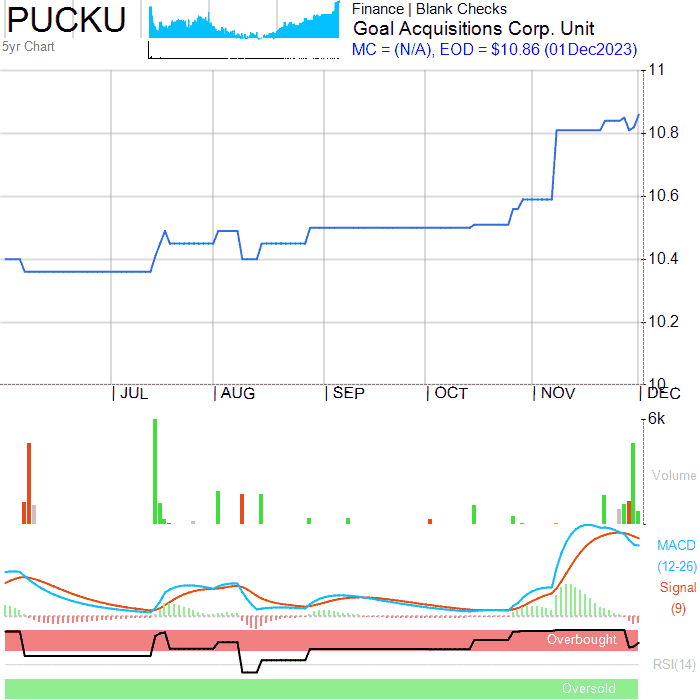 PUCKU
Finance | Blank Checks
Goal Acquisitions Corp. Unit
5yr Chart
MC = (N/A), EOD = $10.86 (01Dec2023)
11
10.8
10.6
10.4
10.2
10
| JUL | AUG | SEP | OCT | NOV | DEC
6k
Volume
MACD
(12-26)
Signal
(9)
Overbought
RSI(14)
Oversold